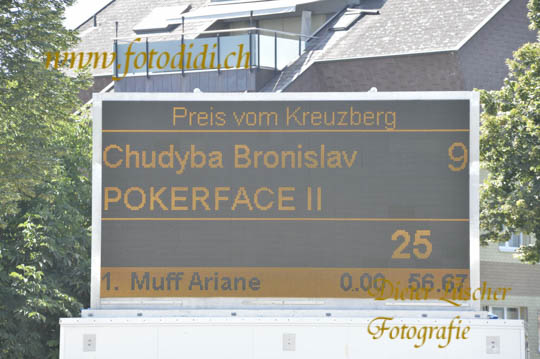 www.fotodidi.ch
Preis vom Kreuzberg
Chudyba Bronislav 9
POKERFACE II
25
1. Muff Ariane 0.00 56.67
Dieter Lüscher
Fotografie